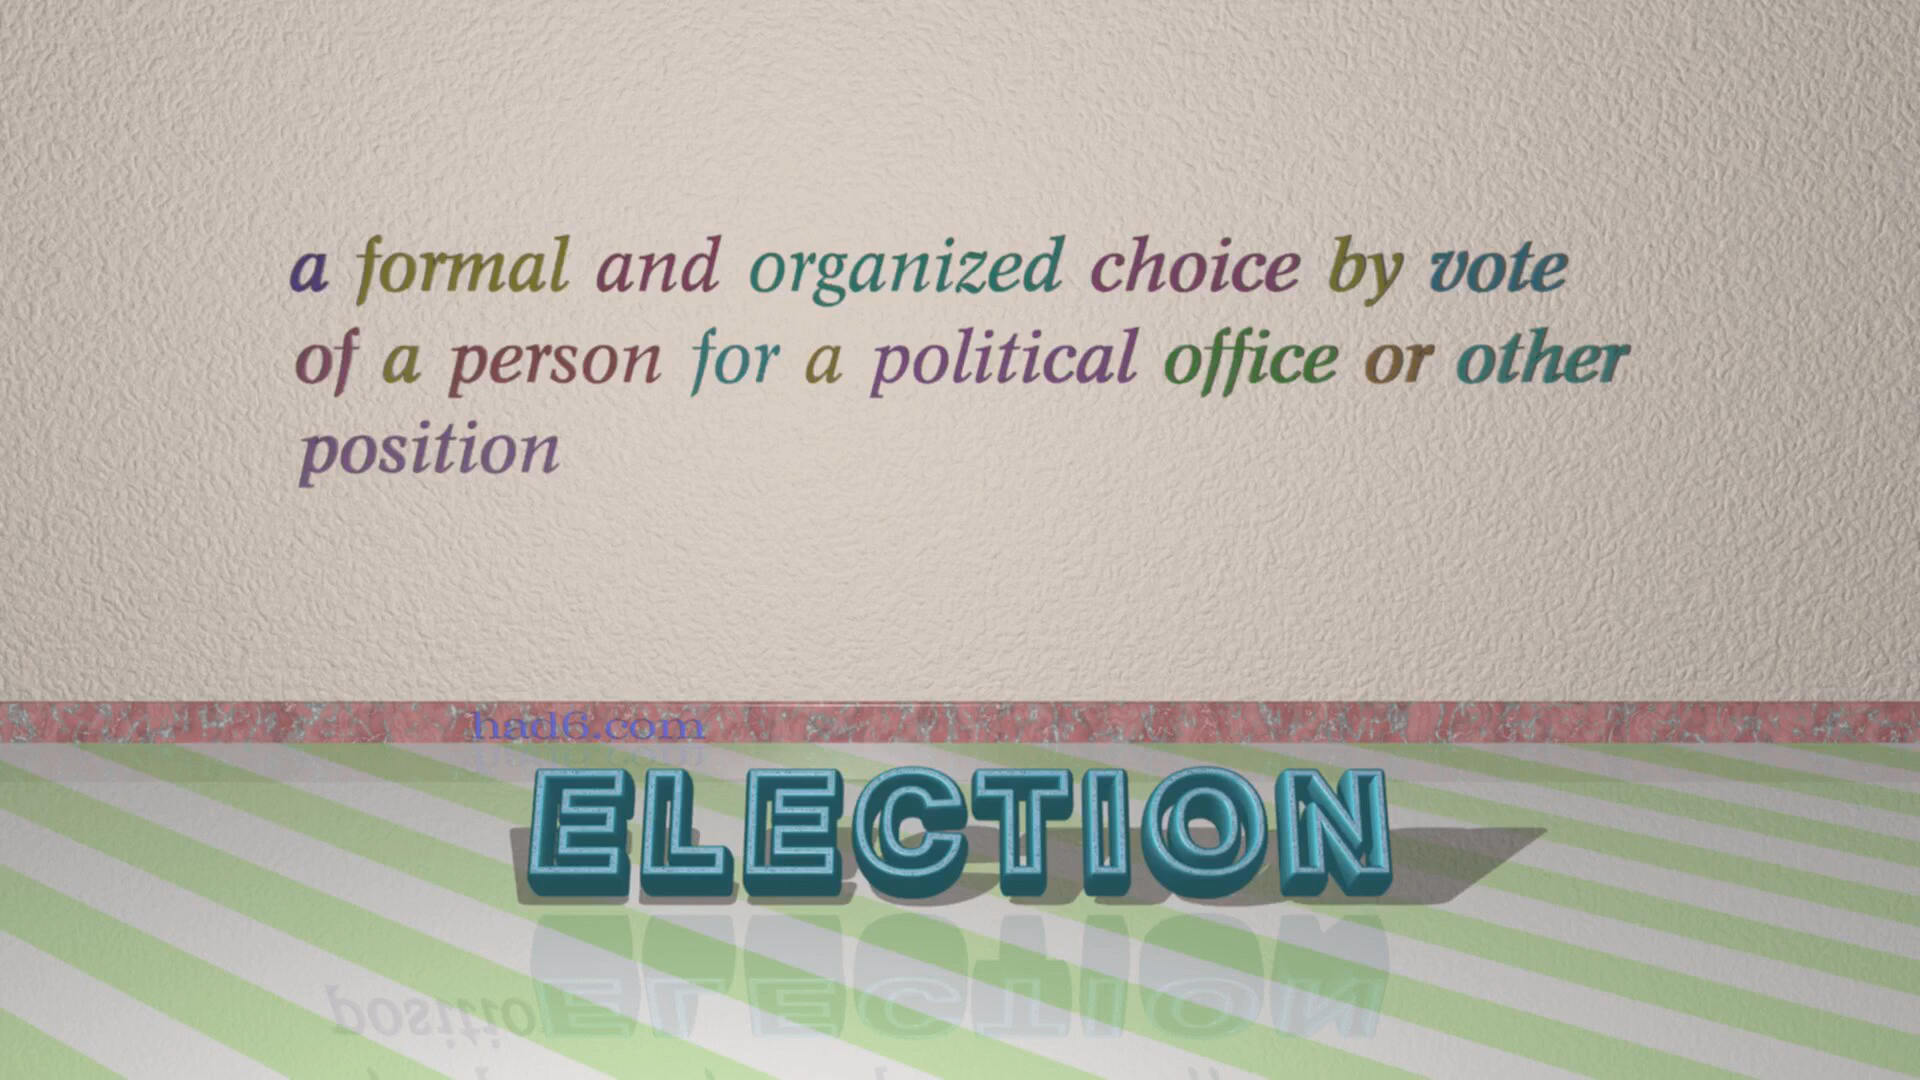 a formal and organized choice by vote
of a person for a political office or other
position
had6.com
ELECTION